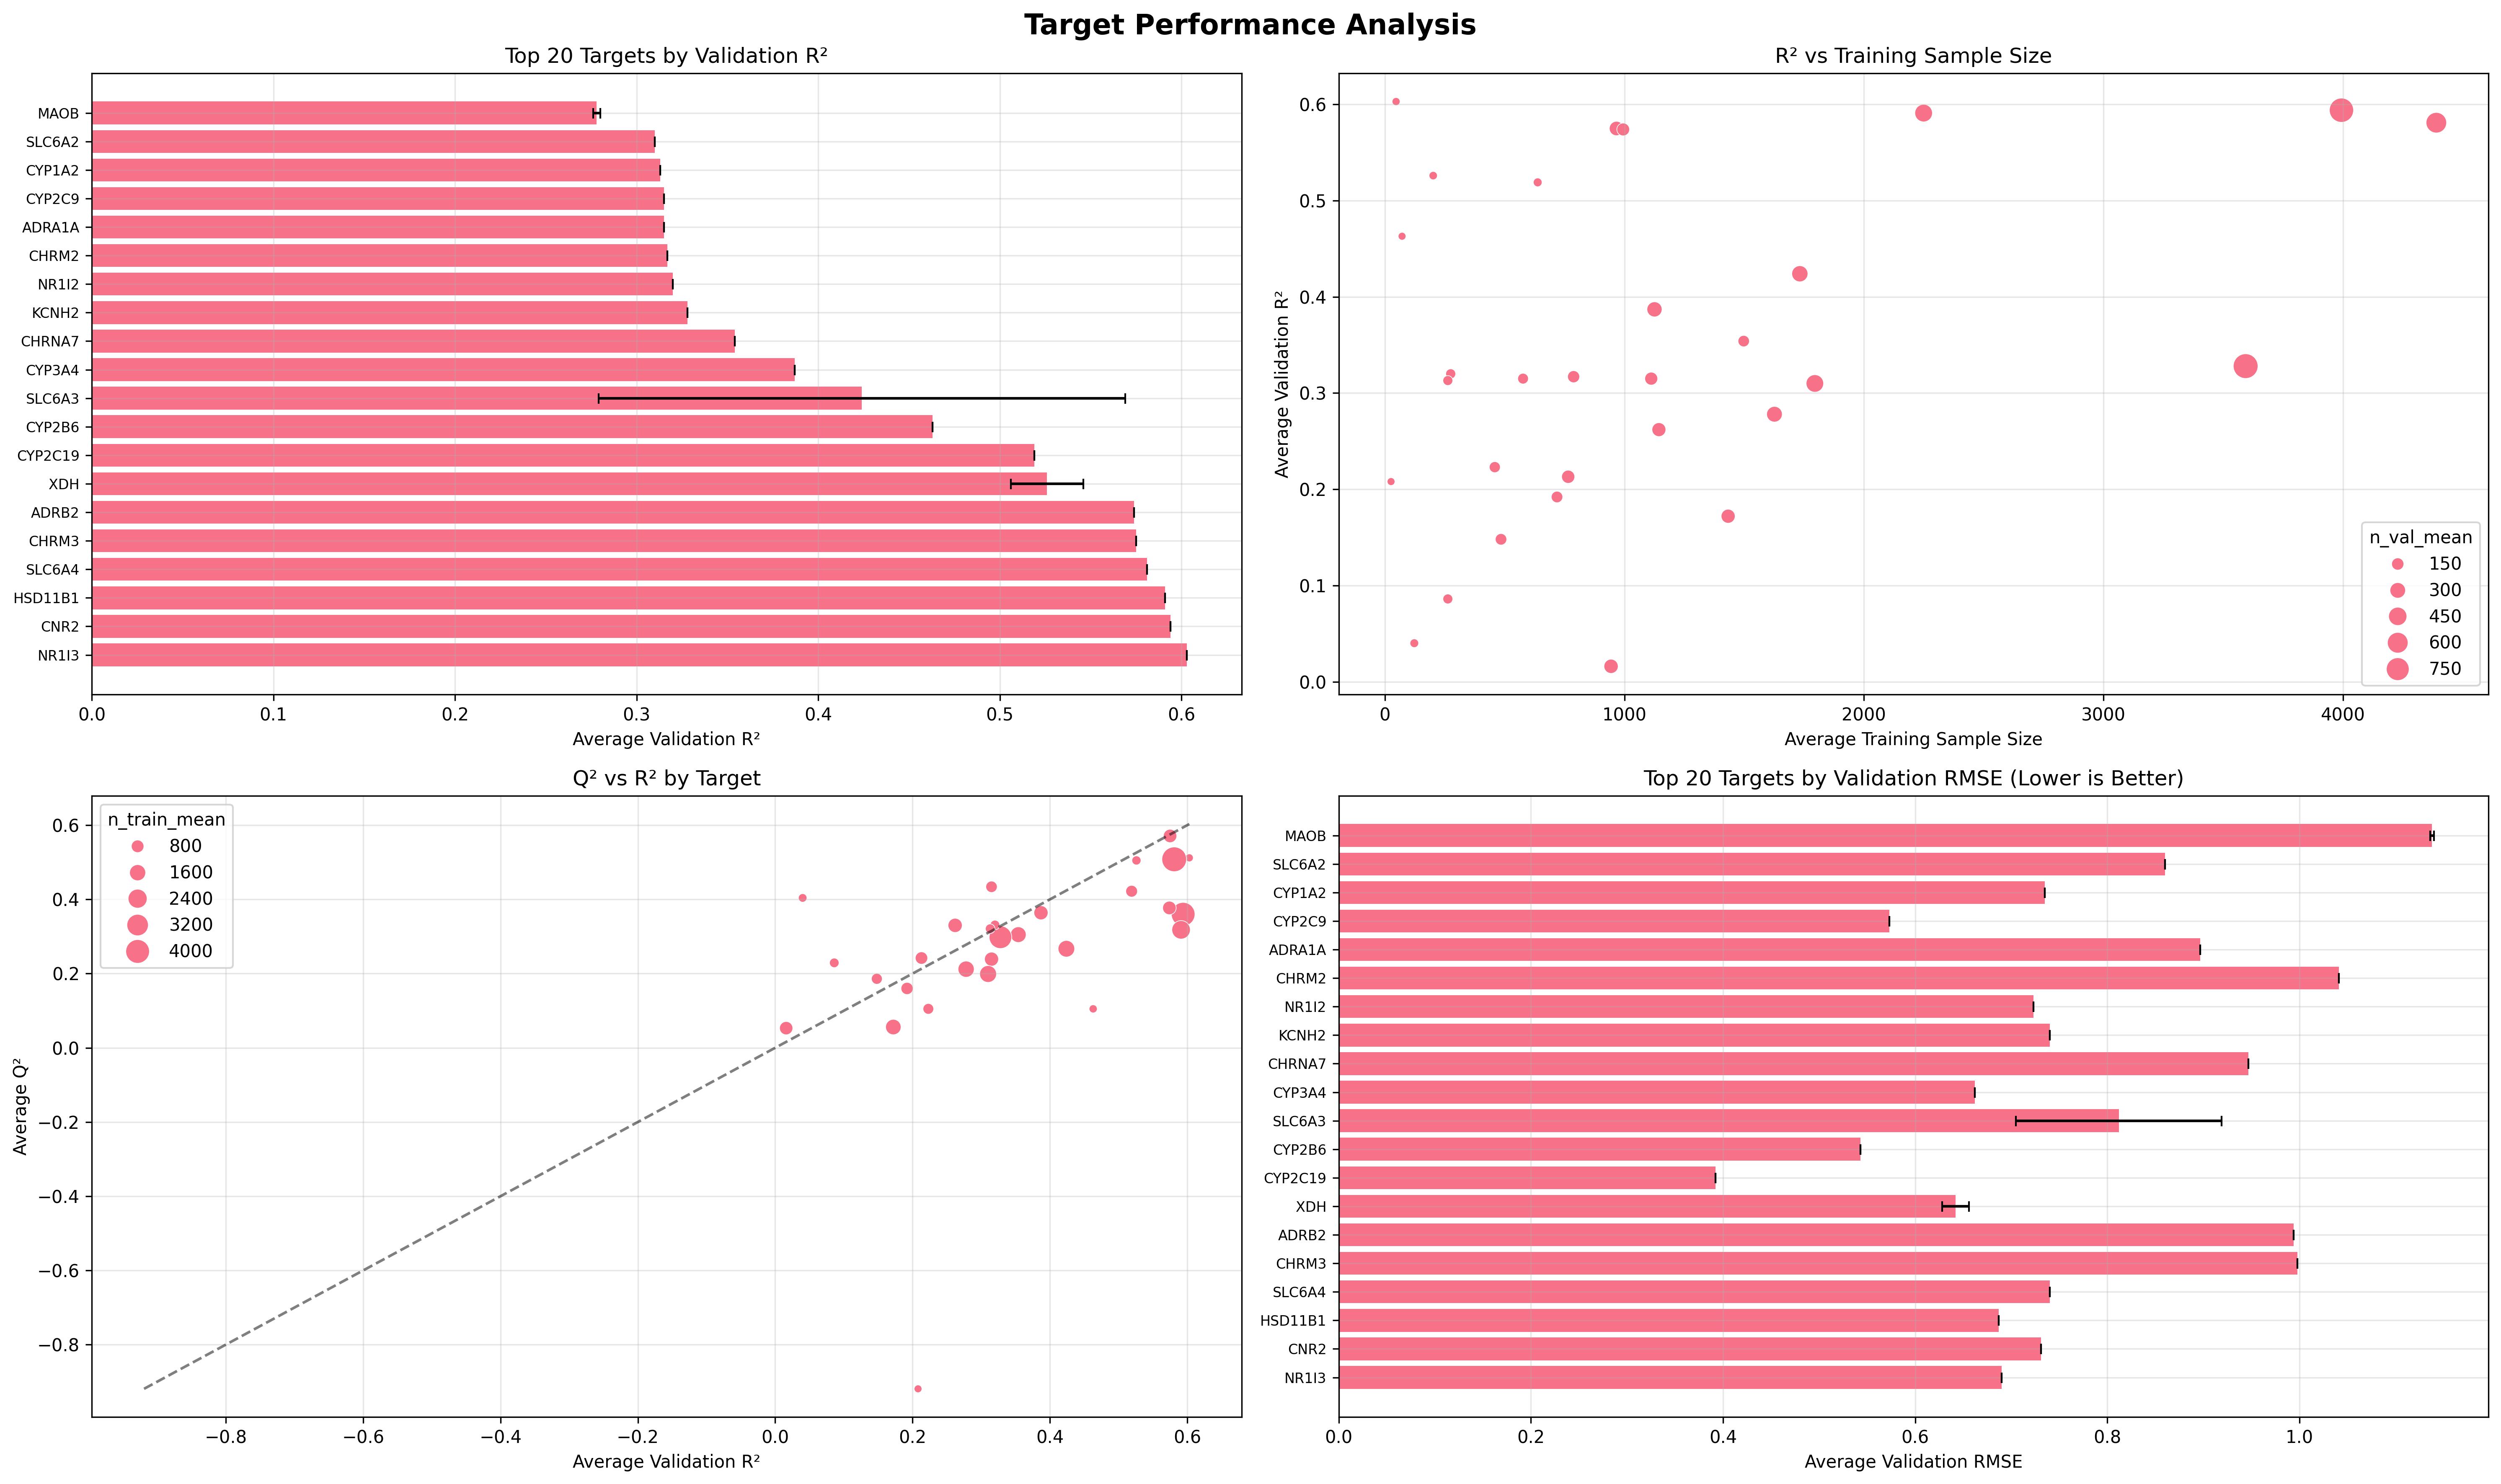 Target Performance Analysis
Top 20 Targets by Validation R²
MAOB
SLC6A2
CYP1A2
CYP2C9
ADRA1A
CHRM2
NR1I2
KCNH2
CHRNA7
CYP3A4
SLC6A3
CYP2B6
CYP2C19
XDH
ADRB2
CHRM3
SLC6A4
HSD11B1
CNR2
NR1I3
0.0 0.1 0.2 0.3 0.4 0.5 0.6
Average Validation R²
R² vs Training Sample Size
Average Validation R²
0.6
0.5
0.4
0.3
0.2
0.1
0.0
n_val_mean
150
300
450
600
750
0 1000 2000 3000 4000
Average Training Sample Size
Q² vs R² by Target
Average Q²
0.6
0.4
0.2
0.0
−0.2
−0.4
−0.6
−0.8
n_train_mean
800
1600
2400
3200
4000
−0.8 −0.6 −0.4 −0.2 0.0 0.2 0.4 0.6
Average Validation R²
Top 20 Targets by Validation RMSE (Lower is Better)
MAOB
SLC6A2
CYP1A2
CYP2C9
ADRA1A
CHRM2
NR1I2
KCNH2
CHRNA7
CYP3A4
SLC6A3
CYP2B6
CYP2C19
XDH
ADRB2
CHRM3
SLC6A4
HSD11B1
CNR2
NR1I3
0.0 0.2 0.4 0.6 0.8 1.0
Average Validation RMSE